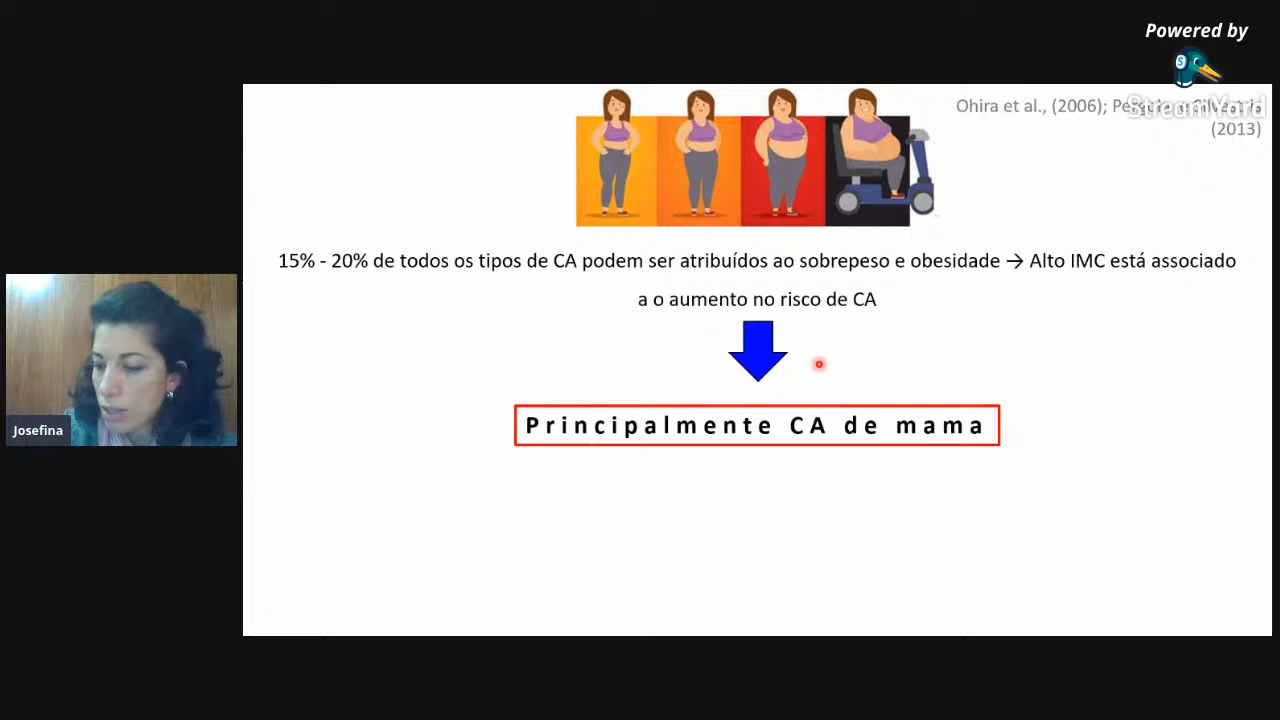 Powered by
StreamYard
Ohira et al., (2006);
(2013)
15% - 20% de todos os tipos de CA podem ser atribuídos ao sobrepeso e obesidade → Alto IMC está associado
a o aumento no risco de CA
Principalmente CA de mama
Josefina